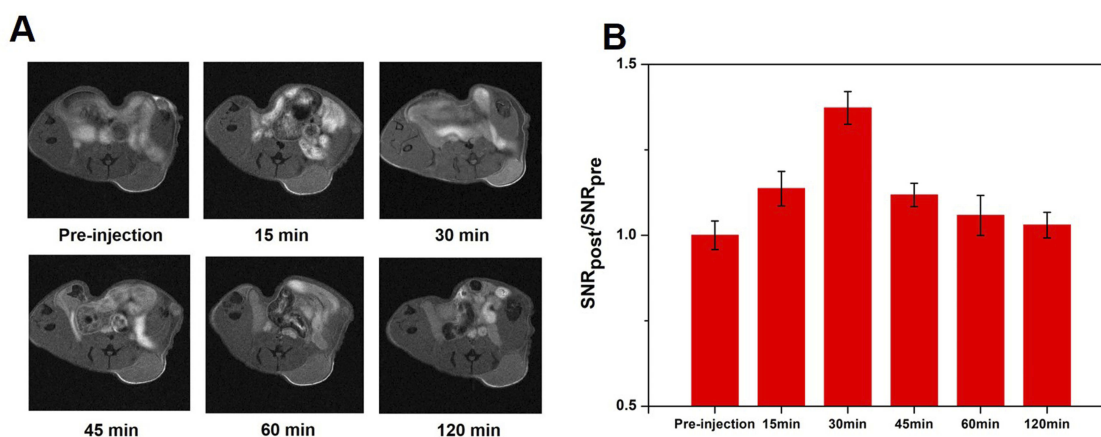 A
Pre-injection
15 min
30 min
45 min
60 min
120 min
B
SNRpost/SNRpre
1.5
1.0
0.5
Pre-injection 15min 30min 45min 60min 120min